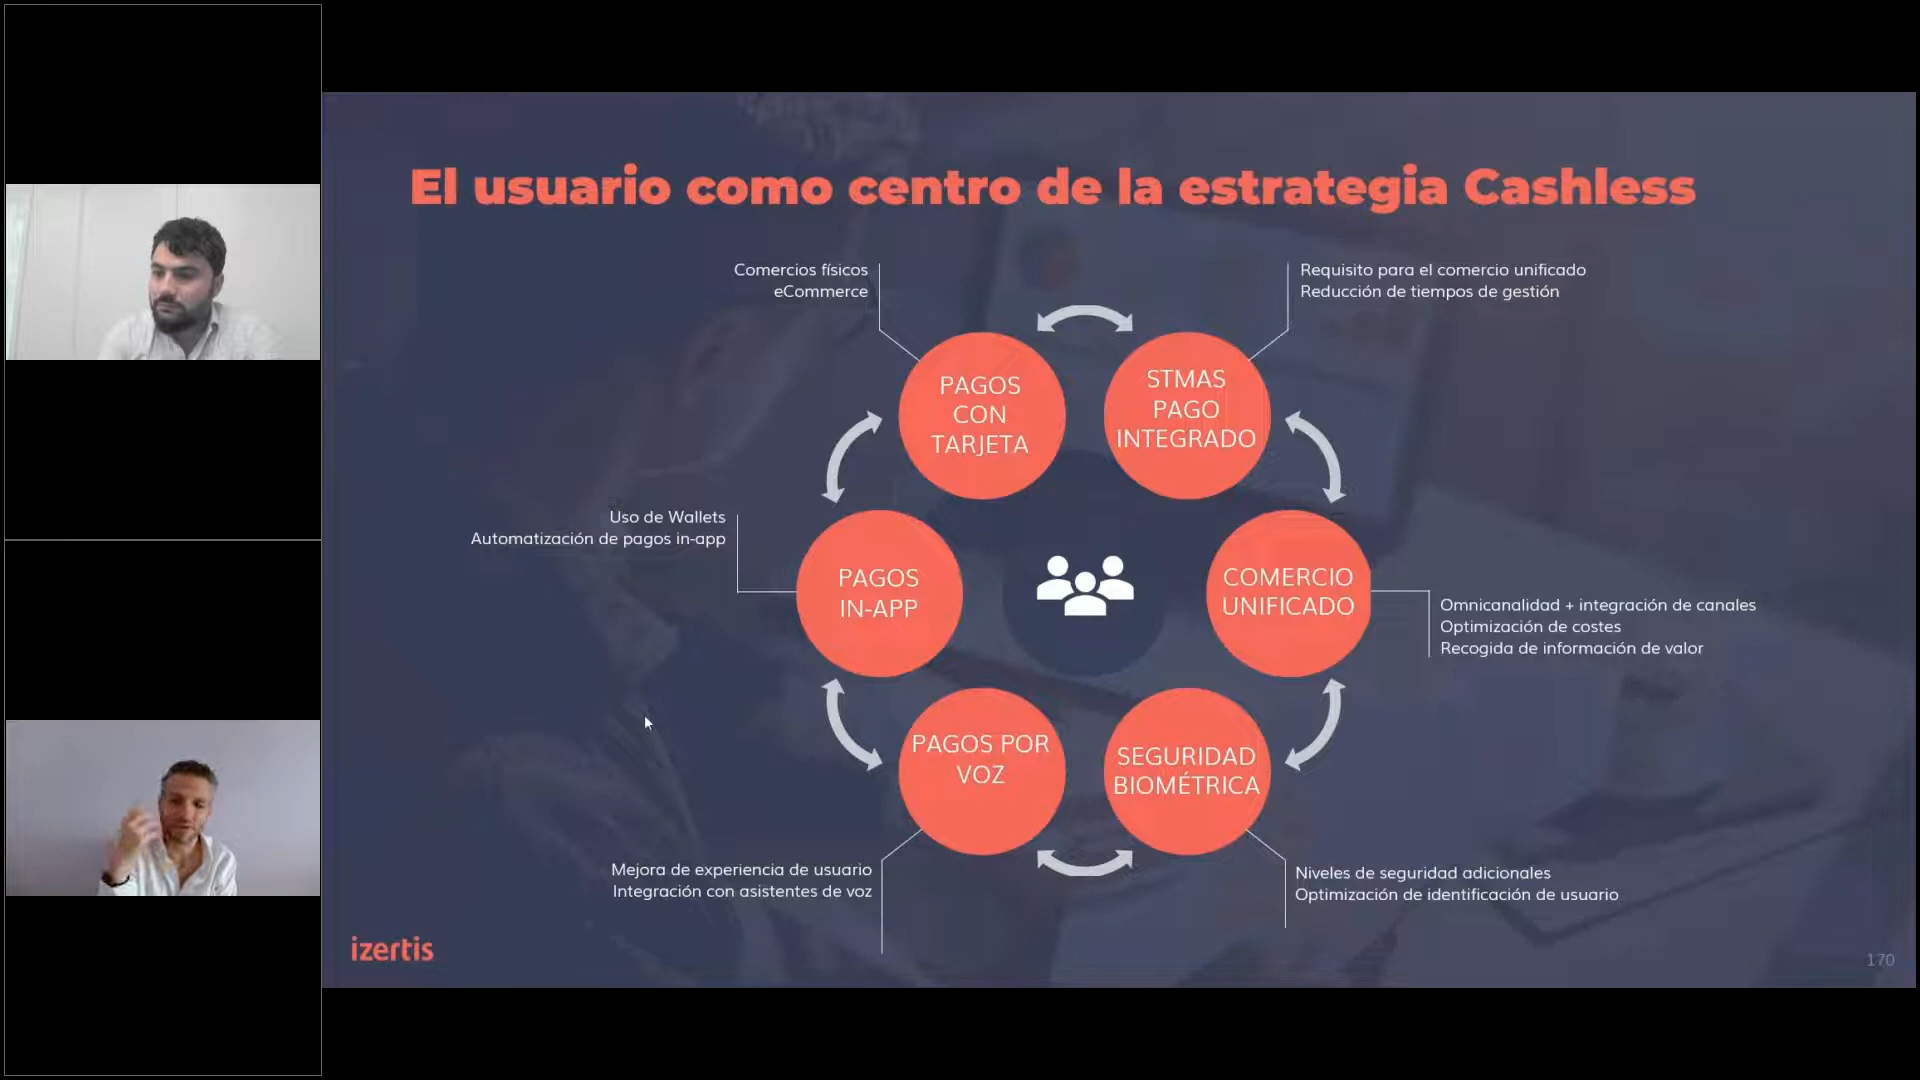 El usuario como centro de la estrategia Cashless
Comercios físicos
eCommerce
Requisito para el comercio unificado
Reducción de tiempos de gestión
PAGOS
CON
TARJETA
STMAS
PAGO
INTEGRADO
Uso de Wallets
Automatización de pagos in-app
PAGOS
IN-APP
COMERCIO
UNIFICADO
Omnicanalidad + integración de canales
Optimización de costes
Recogida de información de valor
PAGOS POR
VOZ
SEGURIDAD
BIOMÉTRICA
Mejora de experiencia de usuario
Integración con asistentes de voz
Niveles de seguridad adicionales
Optimización de identificación de usuario
izertis
170